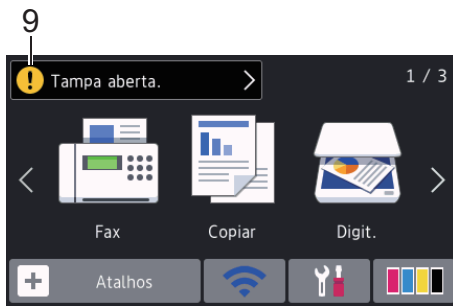 9
Tampa aberta.
1 / 3
Fax
Copiar
Digit.
Atalhos